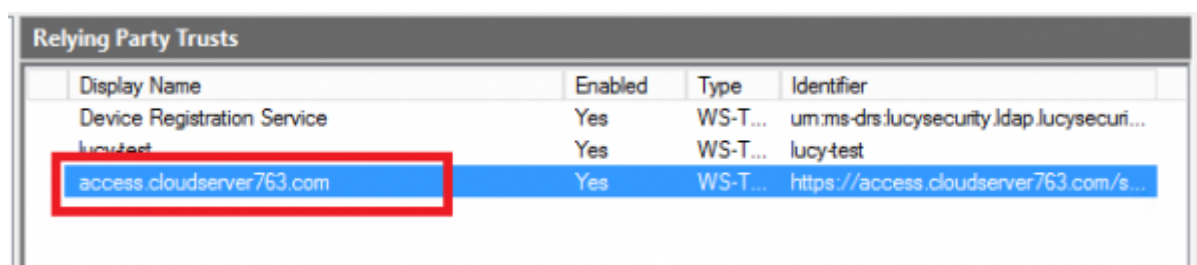 Relying Party Trusts
Display Name Enabled Type Identifier
Device Registration Service Yes WS-T... urn:ms-drs:lucysecurity.ldap.lucysecuri...
lucy-test Yes WS-T... lucy-test
access.cloudserver763.com Yes WS-T... https://access.cloudserver763.com/s...